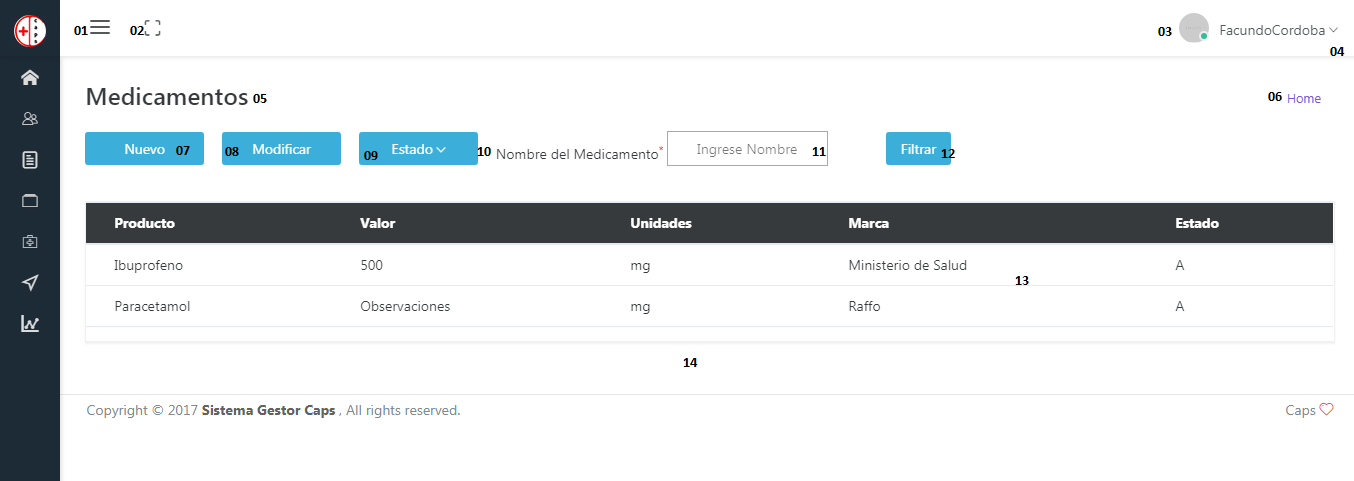 CAPS
01 02 03 FacundoCordoba 04
Medicamentos 05 06 Home
Nuevo 07 08 Modificar 09 Estado 10 Nombre del Medicamento* Ingrese Nombre 11 Filtrar 12
Producto Valor Unidades Marca Estado
Ibuprofeno 500 mg Ministerio de Salud A
13
Paracetamol Observaciones mg Raffo A
14
Copyright © 2017 Sistema Gestor Caps , All rights reserved. Caps